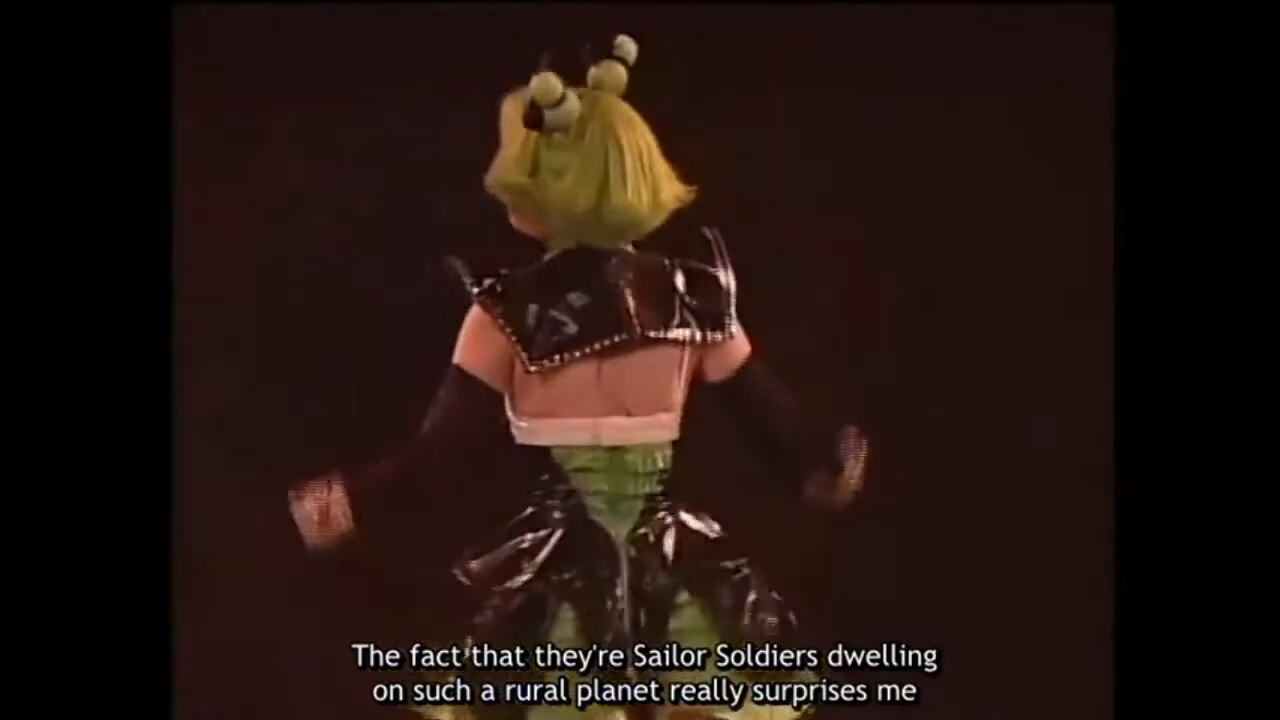 The fact that they're Sailor Soldiers dwelling
on such a rural planet really surprises me